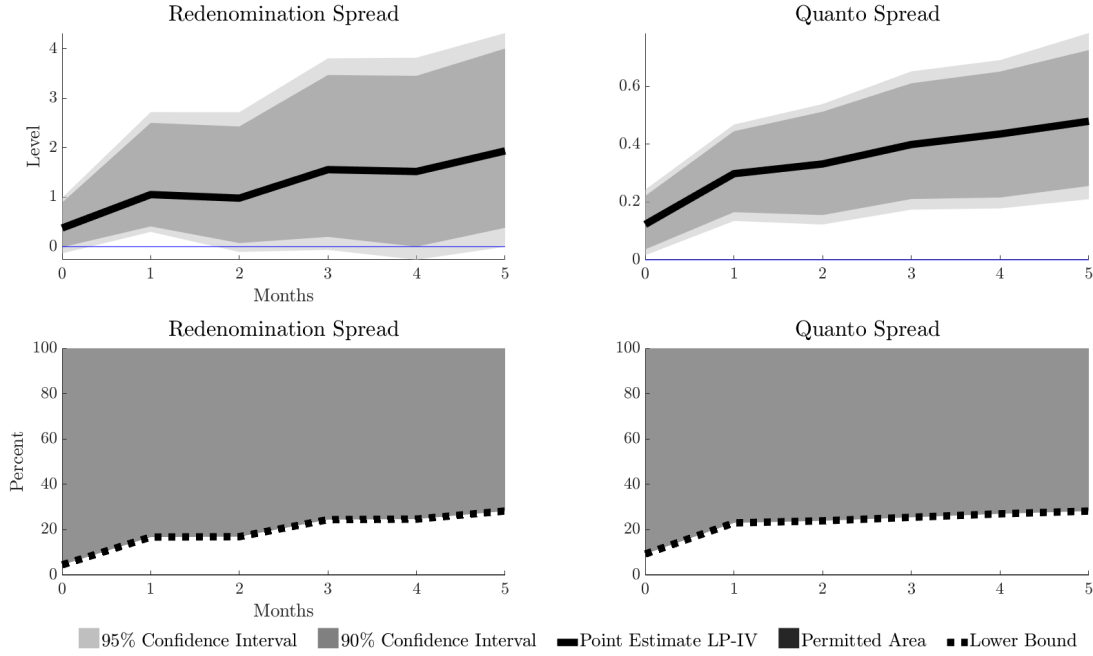 Redenomination Spread
Quanto Spread
Level
4
3
2
1
0
0 1 2 3 4 5
Months
0.6
0.4
0.2
0
0 1 2 3 4 5
Redenomination Spread
Quanto Spread
Percent
100
80
60
40
20
0
0 1 2 3 4 5
Months
100
80
60
40
20
0
0 1 2 3 4 5
95% Confidence Interval 90% Confidence Interval Point Estimate LP-IV Permitted Area Lower Bound